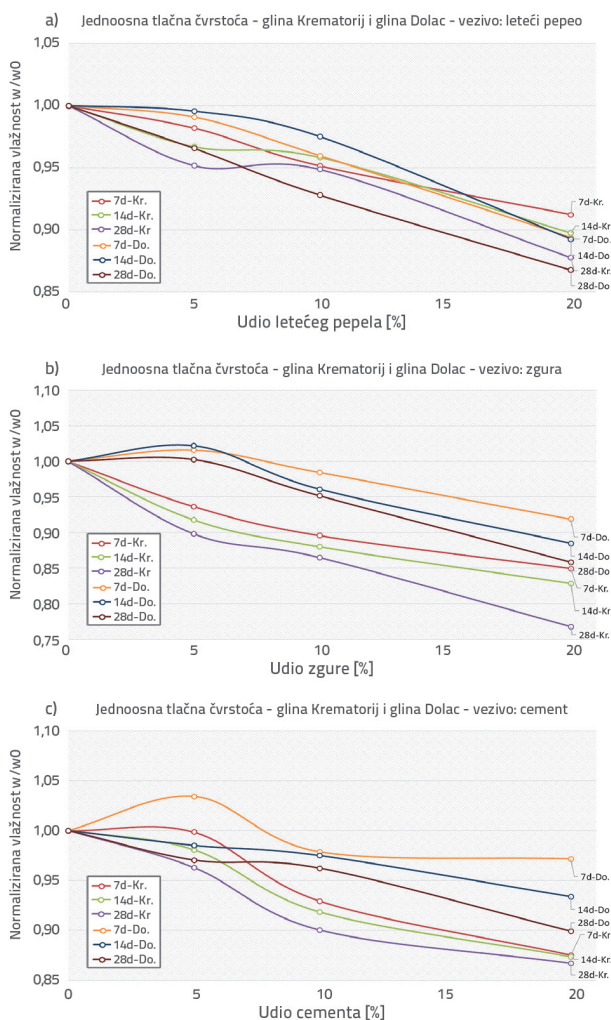 a) Jednoosna tlačna čvrstoća - glina Krematorij i glina Dolac - vezivo: leteći pepeo
Normalizirana vlažnost w/w0
1,05
1,00
0,95
0,90
0,85
7d-Kr.
14d-Kr.
28d-Kr
7d-Do.
14d-Do.
28d-Do.
7d-Kr.
14d-Kr
7d-Do.
14d-Do
28d-Kr.
28d-Do
0 5 10 15 20
Udio letećeg pepela [%]
b) Jednoosna tlačna čvrstoća - glina Krematorij i glina Dolac - vezivo: zgura
Normalizirana vlažnost w/w0
1,10
1,00
0,95
0,90
0,85
0,80
0,75
7d-Kr.
14d-Kr.
28d-Kr
7d-Do.
14d-Do.
28d-Do.
7d-Do.
14d-Do
28d-Do
7d-Kr.
14d-Kr
28d-Kr.
0 5 10 15 20
Udio zgure [%]
c) Jednoosna tlačna čvrstoća - glina Krematorij i glina Dolac - vezivo: cement
Normalizirana vlažnost w/w0
1,10
1,05
1,00
0,95
0,90
0,85
7d-Kr.
14d-Kr.
28d-Kr
7d-Do.
14d-Do.
28d-Do.
7d-Do.
14d-Do
28d-Do
7d-Kr
14d-Kr.
28d-Kr.
0 5 10 15 20
Udio cementa [%]